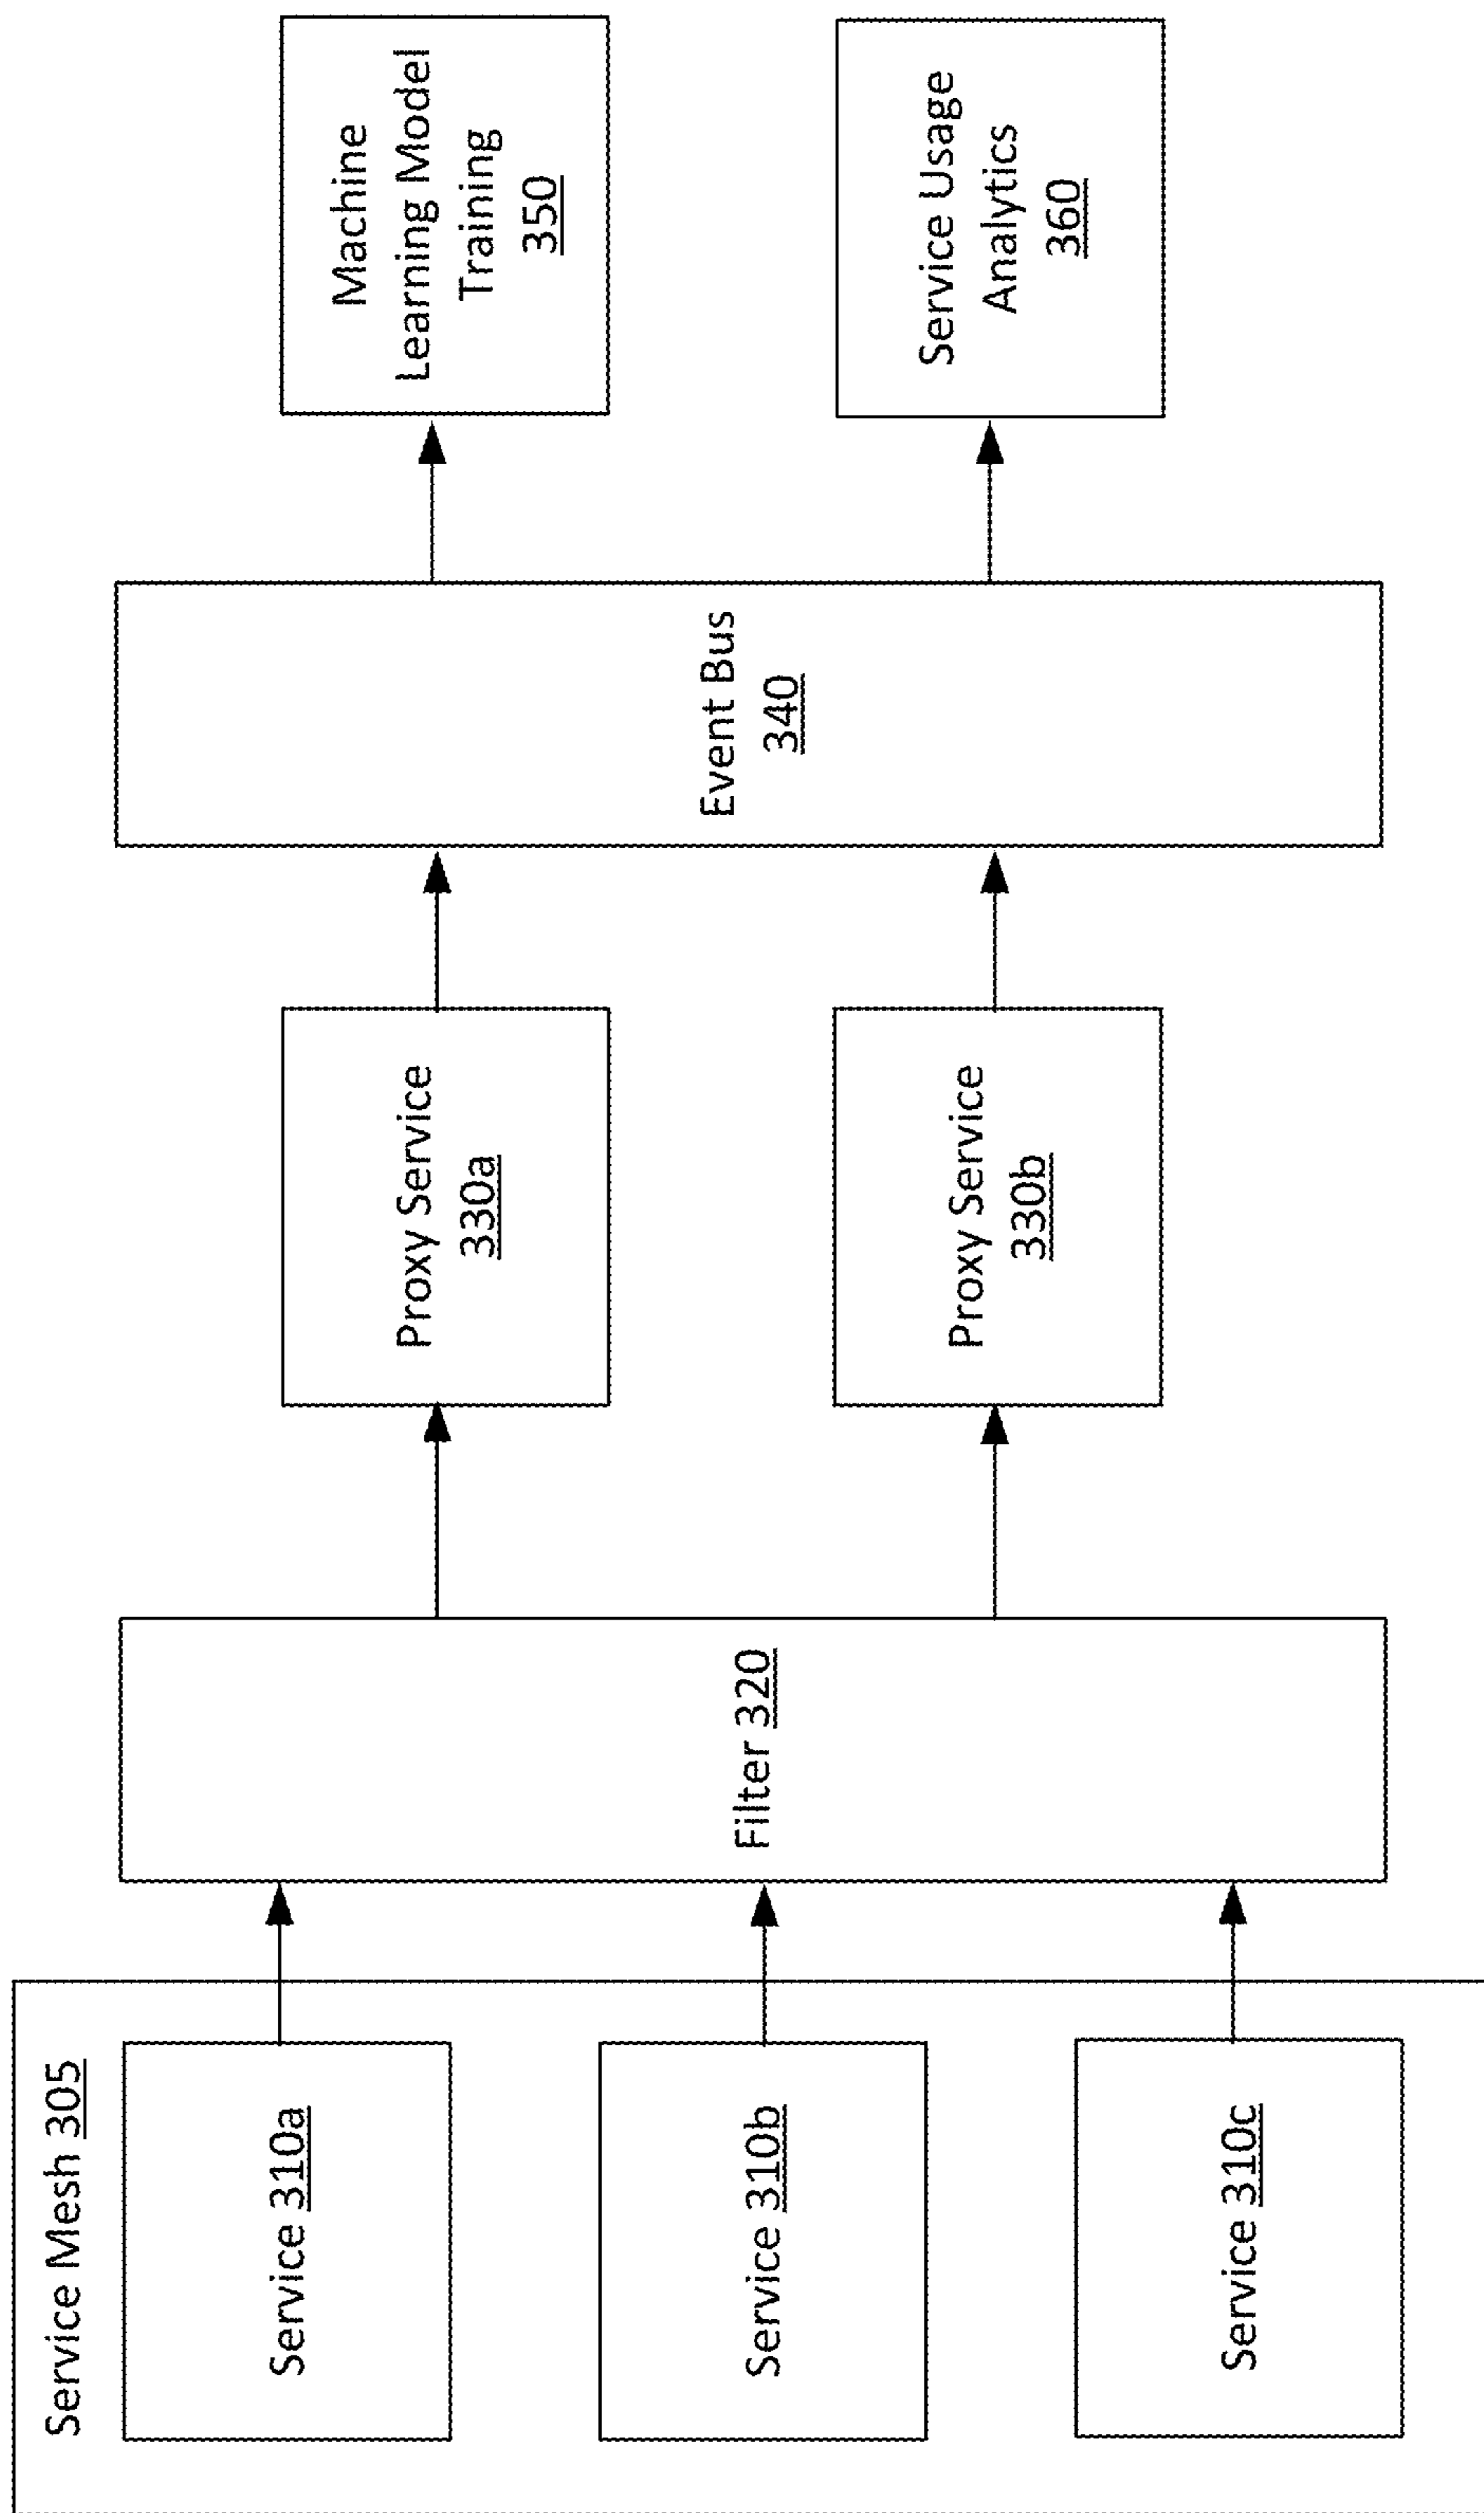 Service Mesh 305
Service 310a
Service 310b
Service 310c
Filter 320
Proxy Service
330a
Proxy Service
330b
Event Bus
340
Machine
Learning Model
Training
350
Service Usage
Analytics
360